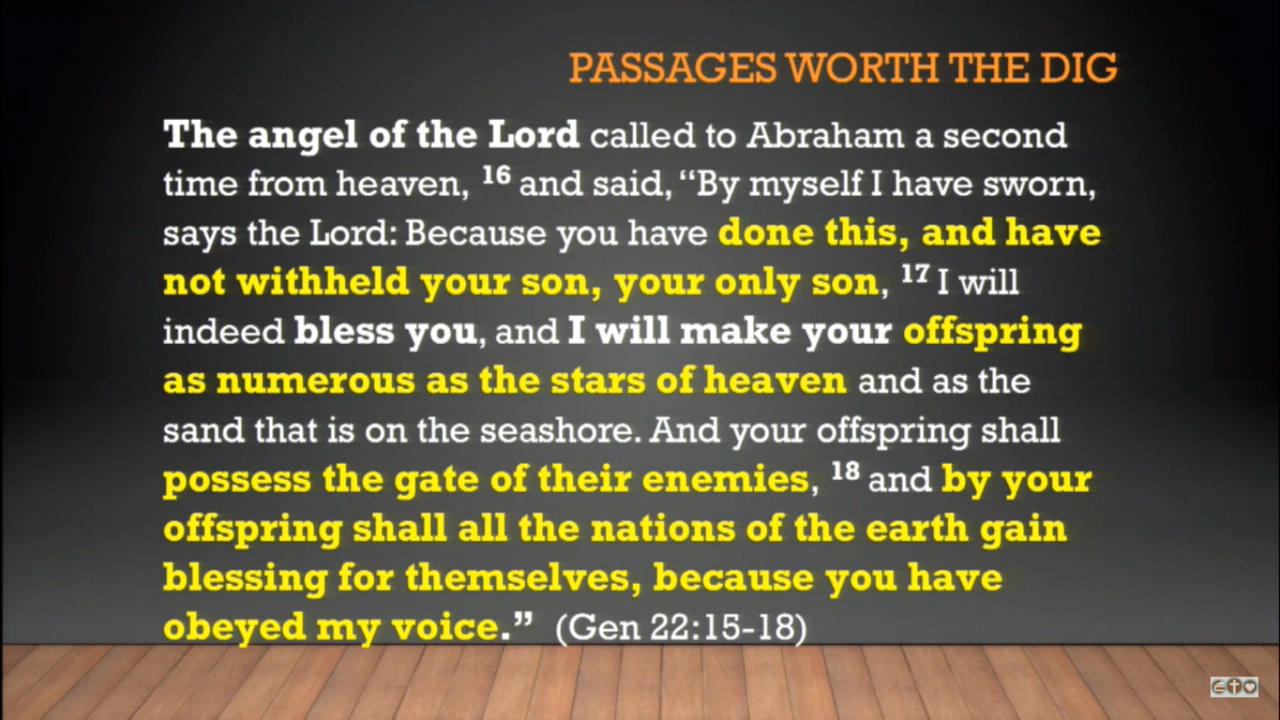 PASSAGES WORTH THE DIG
The angel of the Lord called to Abraham a second
time from heaven, 16 and said, “By myself I have sworn,
says the Lord: Because you have done this, and have
not withheld your son, your only son, 17 I will
indeed bless you, and I will make your offspring
as numerous as the stars of heaven and as the
sand that is on the seashore. And your offspring shall
possess the gate of their enemies, 18 and by your
offspring shall all the nations of the earth gain
blessing for themselves, because you have
obeyed my voice.” (Gen 22:15-18)